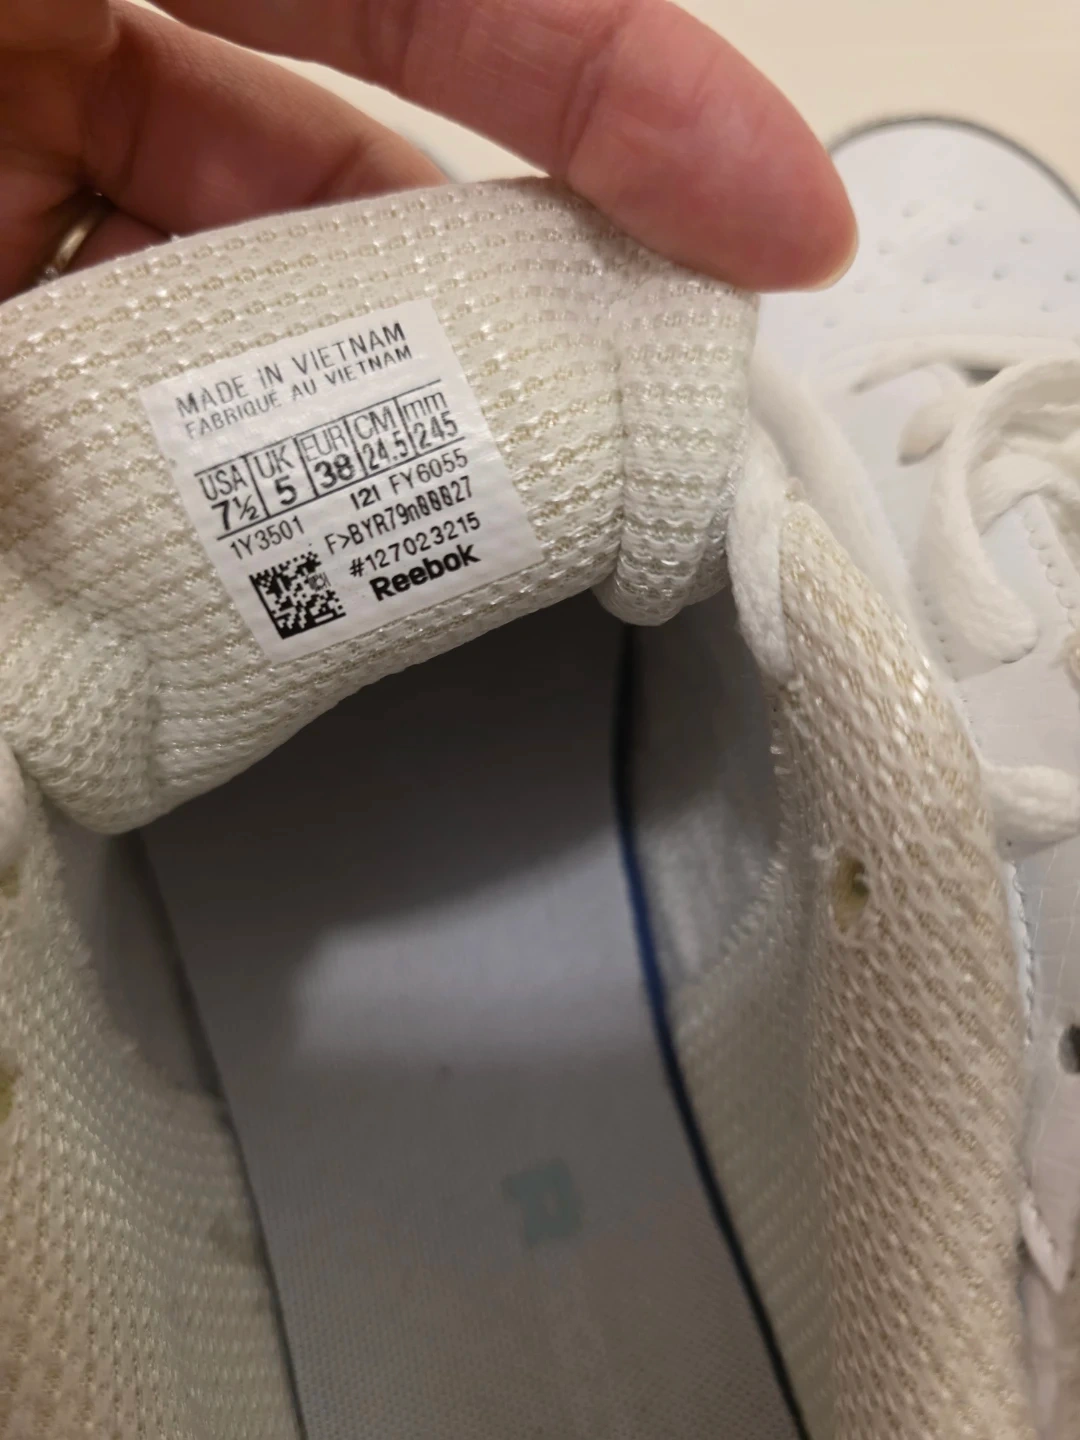 MADE IN VIETNAM
FABRIQUÉ AU VIETNAM
USA UK EUR CM mm
7½ 5 38 24.5 245
1Y3501 121 FY6055
F>BYR79n00027
#127023215
Reebok